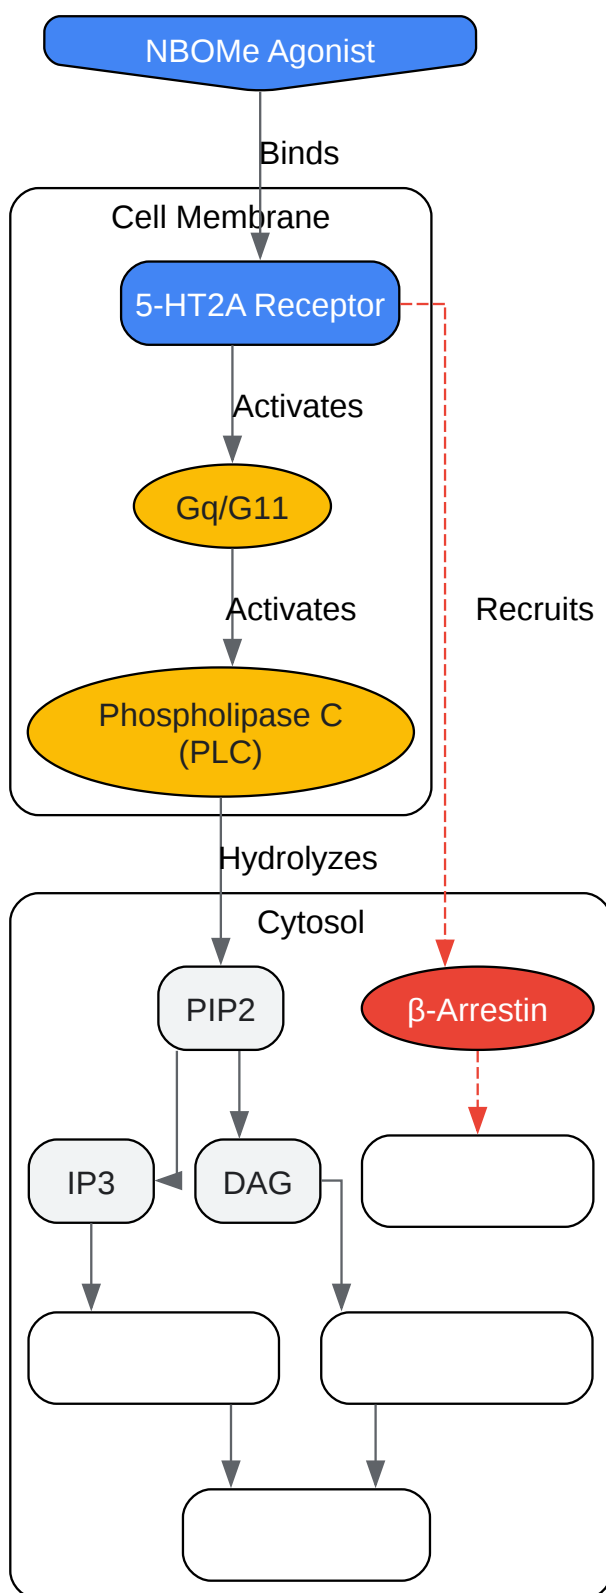 NBOMe Agonist
Binds
Cell Membrane
5-HT2A Receptor
Activates
Gq/G11
Activates
Recruits
Phospholipase C
(PLC)
Hydrolyzes
Cytosol
PIP2
β-Arrestin
IP3
DAG